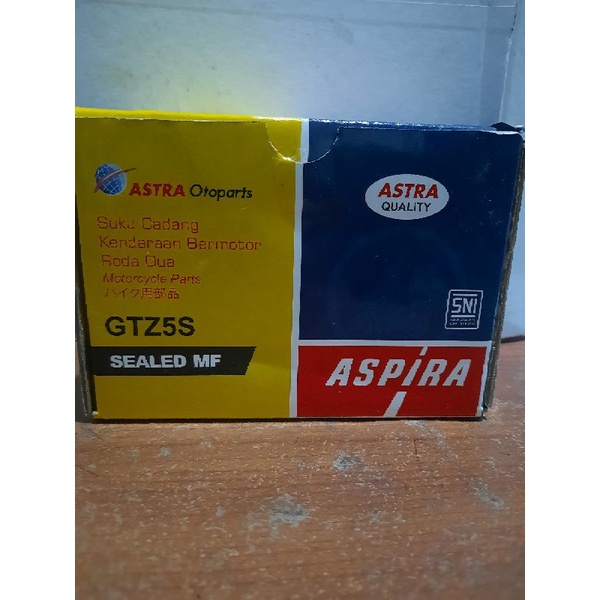 ASTRA Otoparts
Suku Cadang
Kendaraan Bermotor
Roda Dua
Motorcycle Parts
バイク用部品
GTZ5S
SEALED MF
ASTRA
QUALITY
SNI
ASPIRA